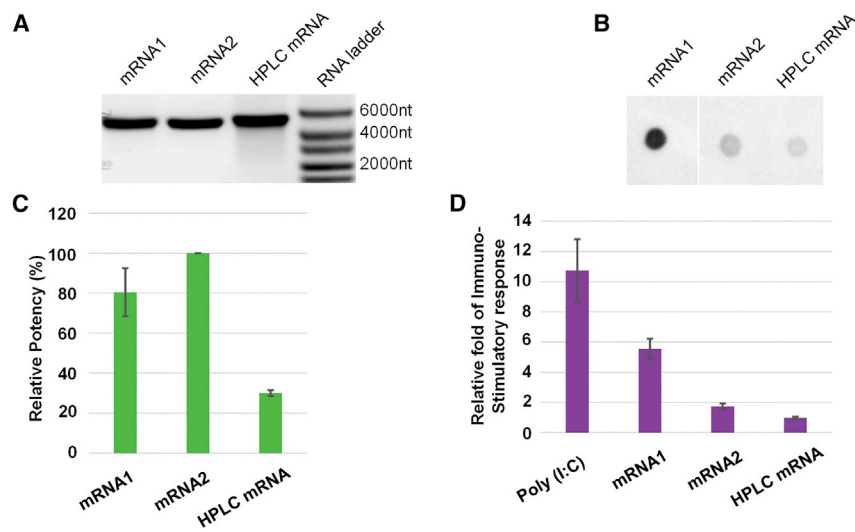 A
mRNA1
mRNA2
HPLC mRNA
RNA ladder
6000nt
4000nt
2000nt
B
mRNA1
mRNA2
HPLC mRNA
C
Relative Potency (%)
120
100
80
60
40
20
0
mRNA1
mRNA2
HPLC mRNA
D
Relative fold of Immuno-
Stimulatory response
14
12
10
8
6
4
2
0
Poly (I:C)
mRNA1
mRNA2
HPLC mRNA